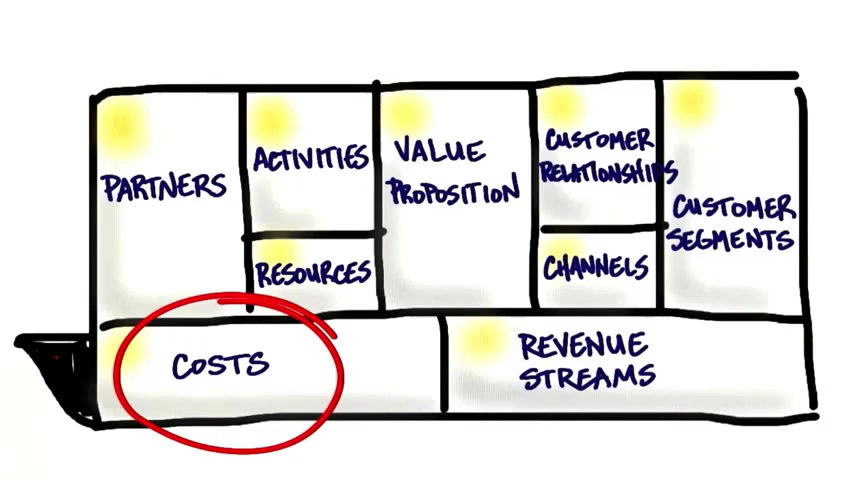 PARTNERS
ACTIVITIES
RESOURCES
VALUE
PROPOSITION
CUSTOMER
RELATIONSHIPS
CHANNELS
CUSTOMER
SEGMENTS
COSTS
REVENUE
STREAMS